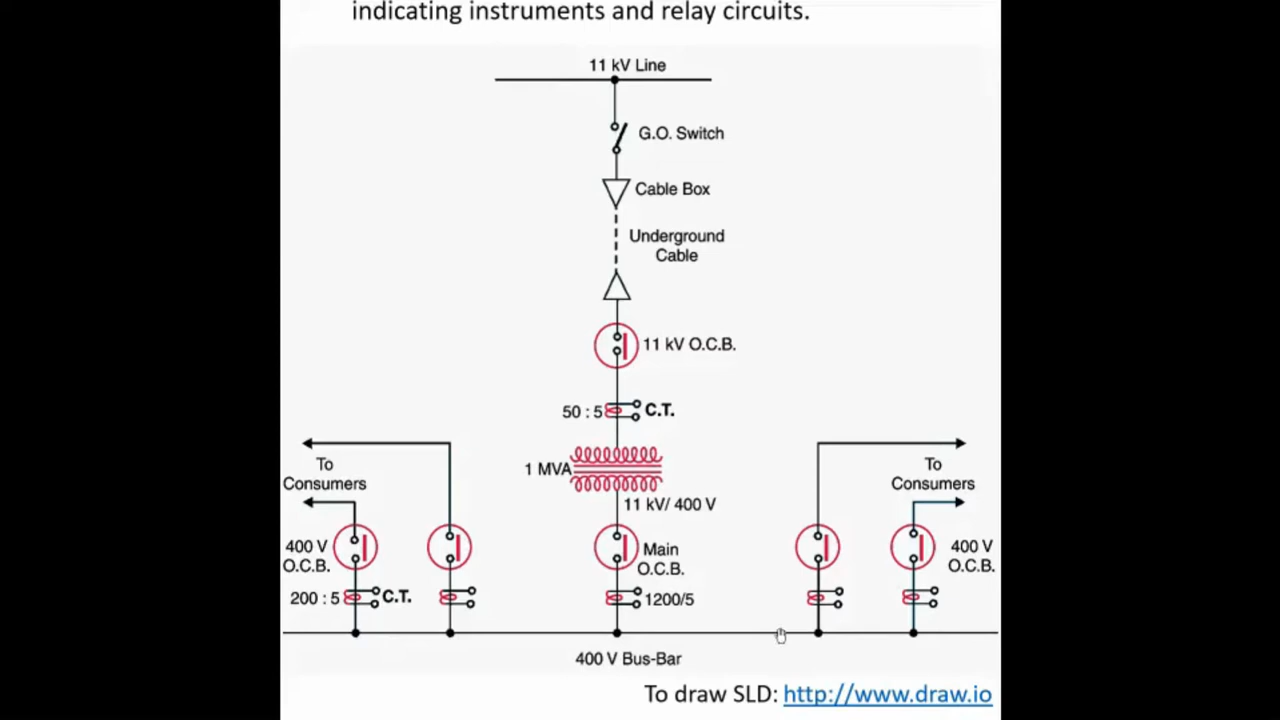 indicating instruments and relay circuits.
11 kV Line
G.O. Switch
Cable Box
Underground
Cable
11 kV O.C.B.
50 : 5
C.T.
1 MVA
11 kV/ 400 V
To
Consumers
To
Consumers
400 V
O.C.B.
Main
O.C.B.
400 V
O.C.B.
200 : 5
C.T.
1200/5
400 V Bus-Bar
To draw SLD: http://www.draw.io